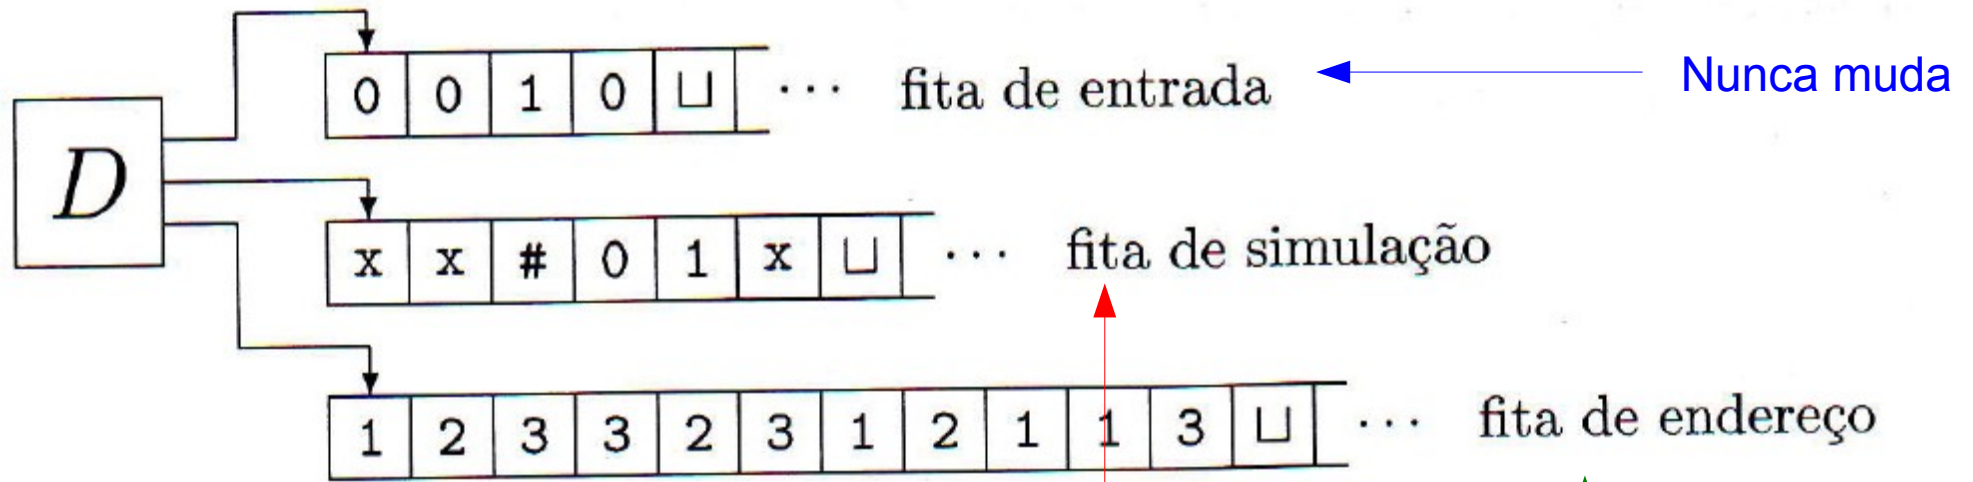 0 0 1 0 ⊔ ... fita de entrada Nunca muda
D
x x # 0 1 x ⊔ ... fita de simulação
1 2 3 3 2 3 1 2 1 1 3 ⊔ ... fita de endereço